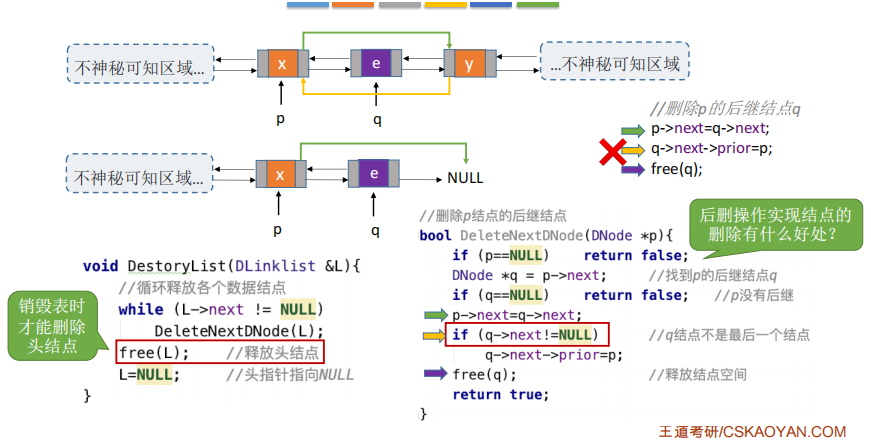 不神秘可知区域...
x
e
y
...不神秘可知区域
p
q
//删除p的后继结点q
p->next=q->next;
q->next->prior=p;
free(q);
不神秘可知区域...
x
e
NULL
p
q
后删操作实现结点的
删除有什么好处？
void DestoryList(DLinklist &L){
//循环释放各个数据结点
while (L->next != NULL)
DeleteNextDNode(L);
free(L); //释放头结点
L=NULL; //头指针指向NULL
}
销毁表时
才能删除
头结点
//删除p结点的后继结点
bool DeleteNextDNode(DNode *p){
if (p==NULL) return false;
DNode *q = p->next; //找到p的后继结点q
if (q==NULL) return false; //p没有后继
p->next=q->next;
if (q->next!=NULL) //q结点不是最后一个结点
q->next->prior=p;
free(q); //释放结点空间
return true;
}
王道考研/CSKAOYAN.COM